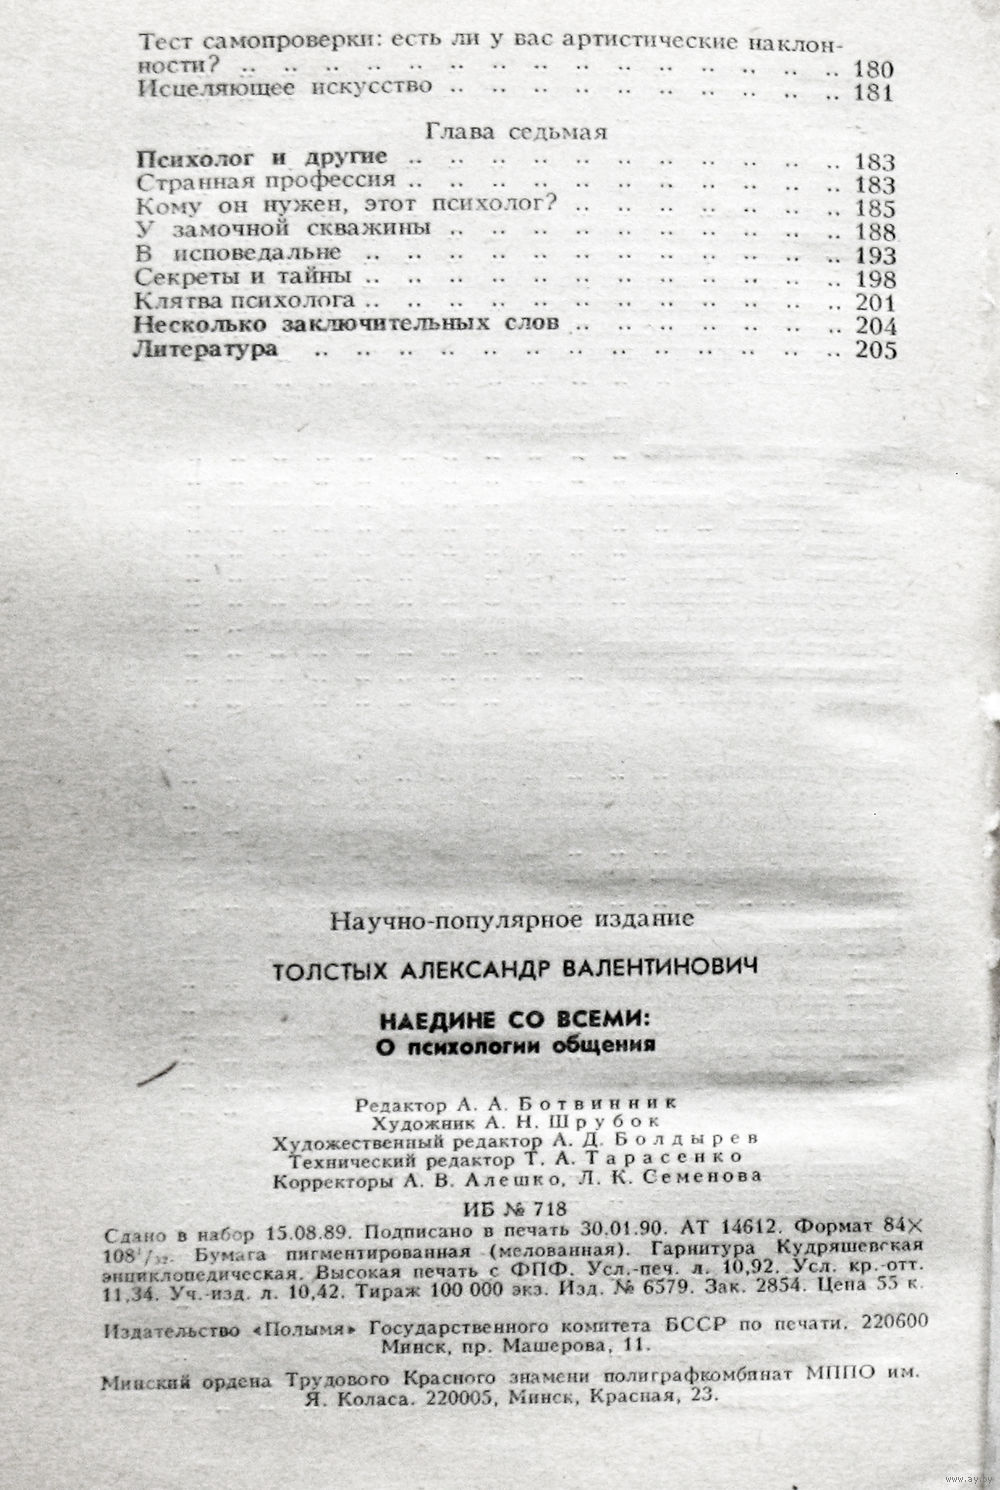 Тест самопроверки: есть ли у вас артистические наклон-
ности? .. .. .. .. .. .. .. .. .. .. .. .. .. .. .. 180
Исцеляющее искусство .. .. .. .. .. .. .. .. .. .. 181
Глава седьмая
Психолог и другие .. .. .. .. .. .. .. .. .. .. .. 183
Странная профессия .. .. .. .. .. .. .. .. .. .. .. 183
Кому он нужен, этот психолог? .. .. .. .. .. .. .. 185
У замочной скважины .. .. .. .. .. .. .. .. .. .. 188
В исповедальне .. .. .. .. .. .. .. .. .. .. .. .. 193
Секреты и тайны .. .. .. .. .. .. .. .. .. .. .. .. 198
Клятва психолога .. .. .. .. .. .. .. .. .. .. .. .. 201
Несколько заключительных слов .. .. .. .. .. .. .. 204
Литература .. .. .. .. .. .. .. .. .. .. .. .. .. 205
Научно-популярное издание
ТОЛСТЫХ АЛЕКСАНДР ВАЛЕНТИНОВИЧ
НАЕДИНЕ СО ВСЕМИ:
О психологии общения
Редактор А. А. Ботвинник
Художник А. Н. Шрубок
Художественный редактор А. Д. Болдырев
Технический редактор Т. А. Тарасенко
Корректоры А. В. Алешко, Л. К. Семенова
ИБ № 718
Сдано в набор 15.08.89. Подписано в печать 30.01.90. АТ 14612. Формат 84×
108¹/₃₂. Бумага пигментированная (мелованная). Гарнитура Кудряшевская
энциклопедическая. Высокая печать с ФПФ. Усл.-печ. л. 10,92. Усл. кр.-отт.
11,34. Уч.-изд. л. 10,42. Тираж 100 000 экз. Изд. № 6579. Зак. 2854. Цена 55 к.
Издательство «Полымя» Государственного комитета БССР по печати. 220600
Минск, пр. Машерова, 11.
Минский ордена Трудового Красного знамени полиграфкомбинат МППО им.
Я. Коласа. 220005, Минск, Красная, 23.
www.ay.by